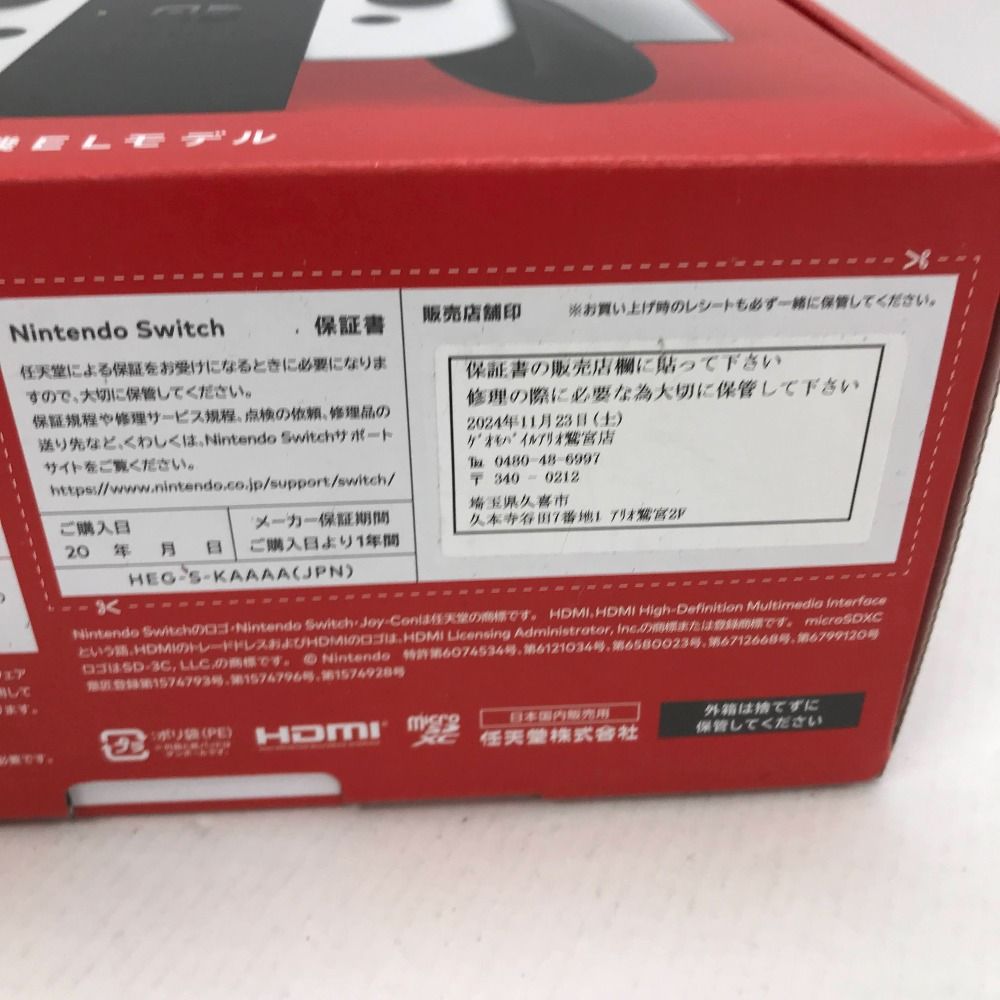 ELモデル
Nintendo Switch 保証書
任天堂による保証をお受けになるときに必要になりま
すので、大切に保管してください。
保証規程や修理サービス規程、点検の依頼、修理品の
送り先など、くわしくは、Nintendo Switchサポート
サイトをご覧ください。
https://www.nintendo.co.jp/support/switch/
ご購入日
20 年 月 日
メーカー保証期間
ご購入日より1年間
HEG-S-KAAAA(JPN)
販売店舗印 ※お買い上げ時のレシートも必ず一緒に保管してください。
保証書の販売店欄に貼って下さい
修理の際に必要な為大切に保管して下さい
2024年11月23日(土)
ゲオモバイルアリオ鷲宮店
℡ 0480-48-6997
〒 340 - 0212
埼玉県久喜市
久本寺谷田7番地1 アリオ鷲宮2F
Nintendo Switchのロゴ・Nintendo Switch・Joy-Conは任天堂の商標です。 HDMI、HDMI High-Definition Multimedia Interface
という語、HDMIのトレードドレスおよびHDMIのロゴは、HDMI Licensing Administrator, Inc.の商標または登録商標です。 microSDXC
ロゴはSD-3C, LLC.の商標です。 © Nintendo 特許第6074534号、第6121034号、第6580023号、第6712668号、第6799120号
意匠登録第1574793号、第1574796号、第1574928号
ェア
用して
ります。
必要です。
プラ
ポリ袋(PE)
HDMI
micro SD XC
日本国内販売用
任天堂株式会社
外箱は捨てずに
保管してください